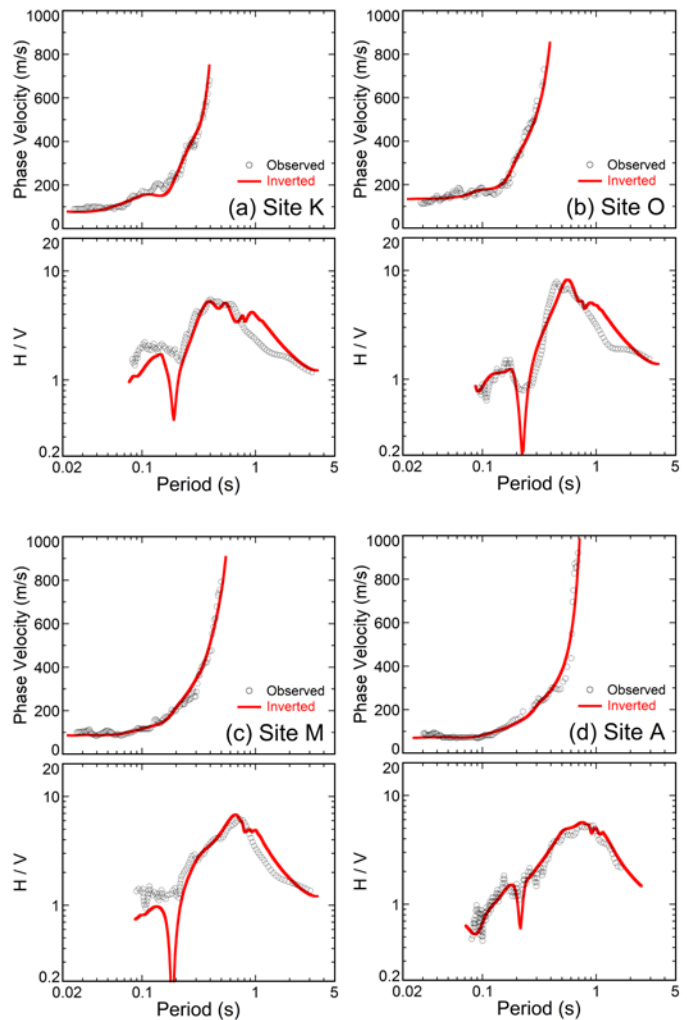 1000
800
600
400
200
0
Phase Velocity (m/s)
Observed
Inverted
(a) Site K
20
10
1
0.2
H / V
0.02 0.1 1 5
Period (s)
1000
800
600
400
200
0
Phase Velocity (m/s)
Observed
Inverted
(b) Site O
20
10
1
0.2
H / V
0.02 0.1 1 5
Period (s)
1000
800
600
400
200
0
Phase Velocity (m/s)
Observed
Inverted
(c) Site M
20
10
1
0.2
H / V
0.02 0.1 1 5
Period (s)
1000
800
600
400
200
0
Phase Velocity (m/s)
Observed
Inverted
(d) Site A
20
10
1
0.2
H / V
0.02 0.1 1 5
Period (s)